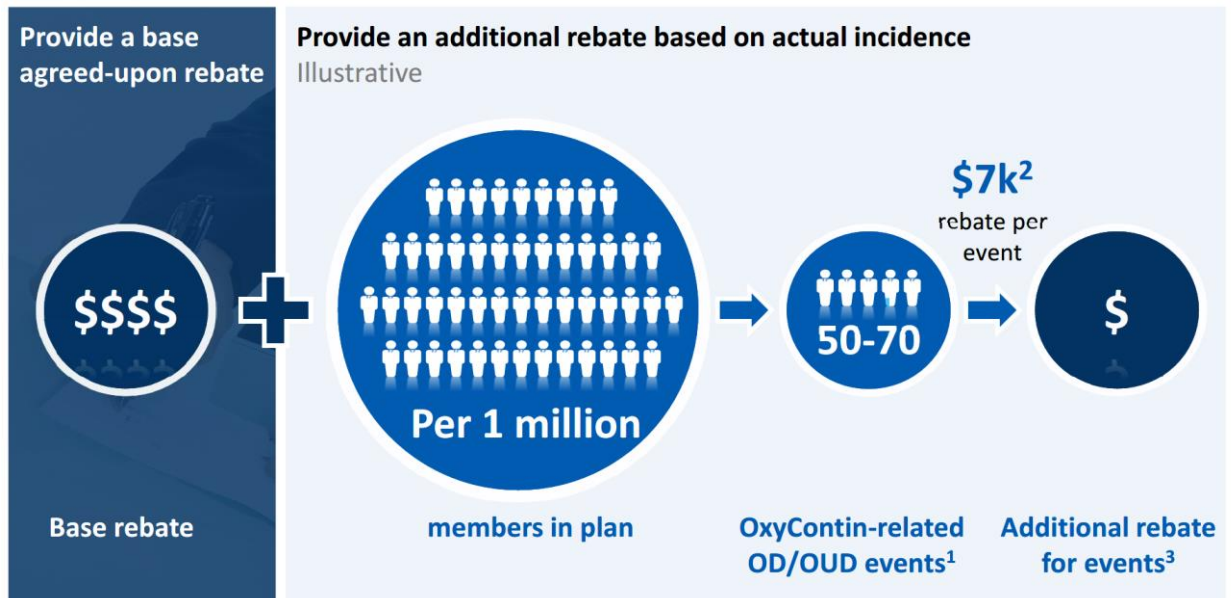 Provide a base
agreed-upon rebate
$$$$
Base rebate
Provide an additional rebate based on actual incidence
Illustrative
Per 1 million
members in plan
50-70
OxyContin-related
OD/OUD events¹
$7k²
rebate per
event
$
Additional rebate
for events³